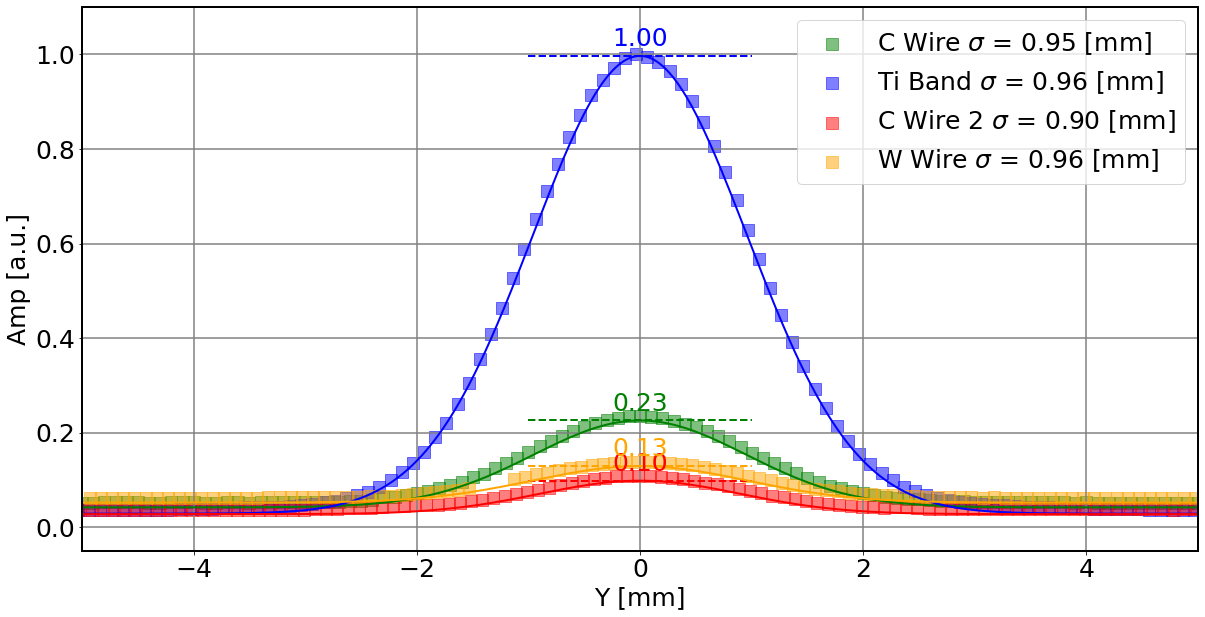 1.00
C Wire σ = 0.95 [mm]
Ti Band σ = 0.96 [mm]
C Wire 2 σ = 0.90 [mm]
W Wire σ = 0.96 [mm]
1.0
0.8
0.6
0.4
0.2
0.0
Amp [a.u.]
0.23
0.13
0.10
−4
−2
0
2
4
Y [mm]